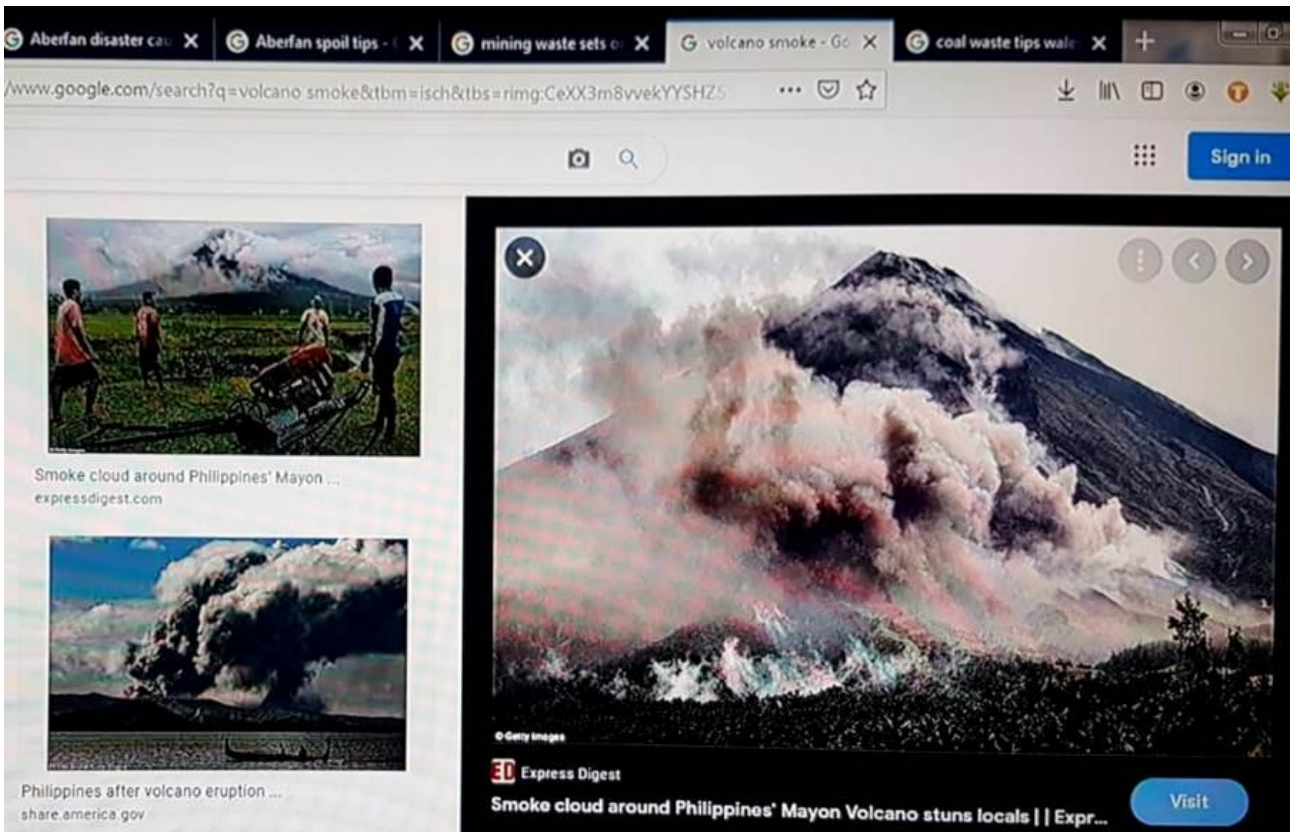 Aberfan disaster cau
Aberfan spoil tips -
mining waste sets o
volcano smoke - Go
coal waste tips wale
/www.google.com/search?q=volcano smoke&tbm=isch&tbs=rimg:CeXX3m8vvekYYSHZ5
Sign in
Smoke cloud around Philippines' Mayon ...
expressdigest.com
Philippines after volcano eruption ...
share.america.gov
© Getty Images
ED Express Digest
Smoke cloud around Philippines' Mayon Volcano stuns locals | | Expr...
Visit